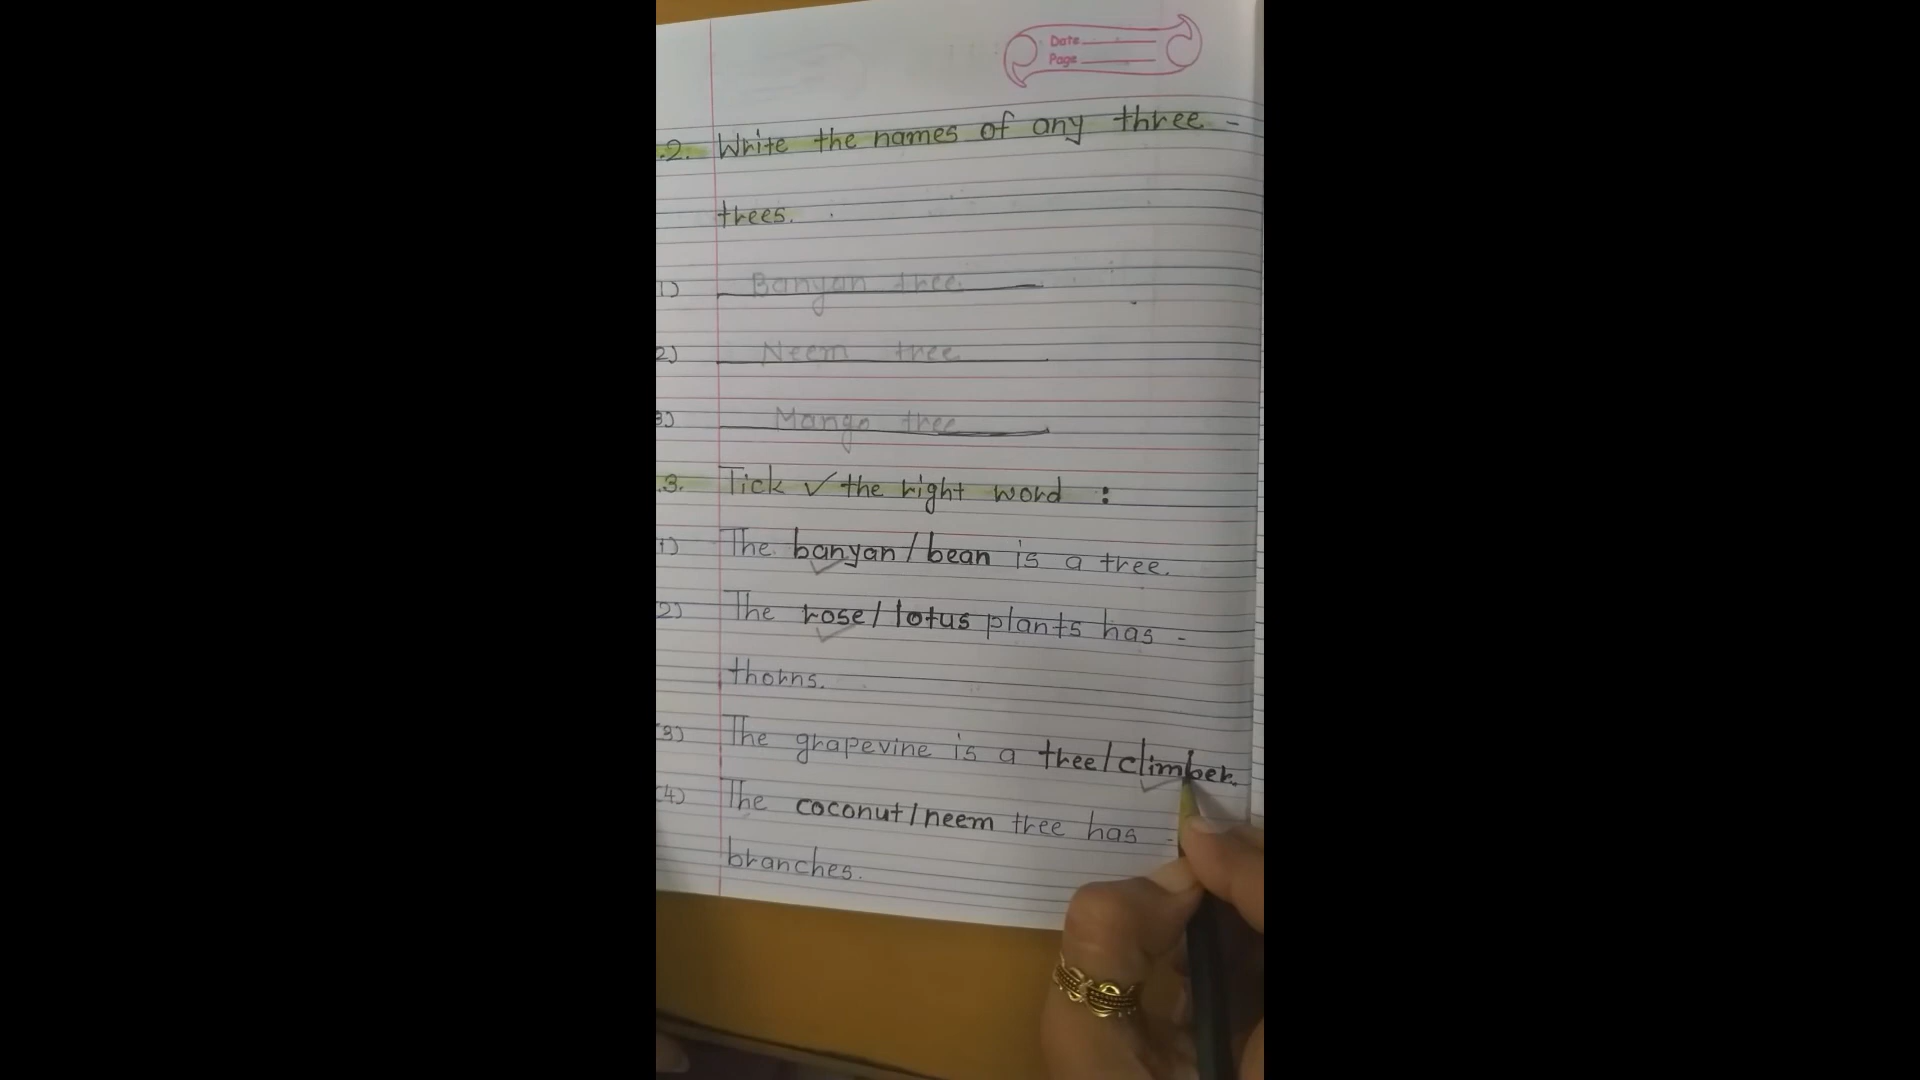 Date
Page
.2. Write the names of any three -
trees.
1) Banyan tree.
2) Neem tree
3) Mango tree
.3. Tick ✓ the right word :
1) The banyan/bean is a tree.
2) The rose/lotus plants has -
thorns.
(3) The grapevine is a tree/climber.
(4) The coconut/neem tree has -
branches.